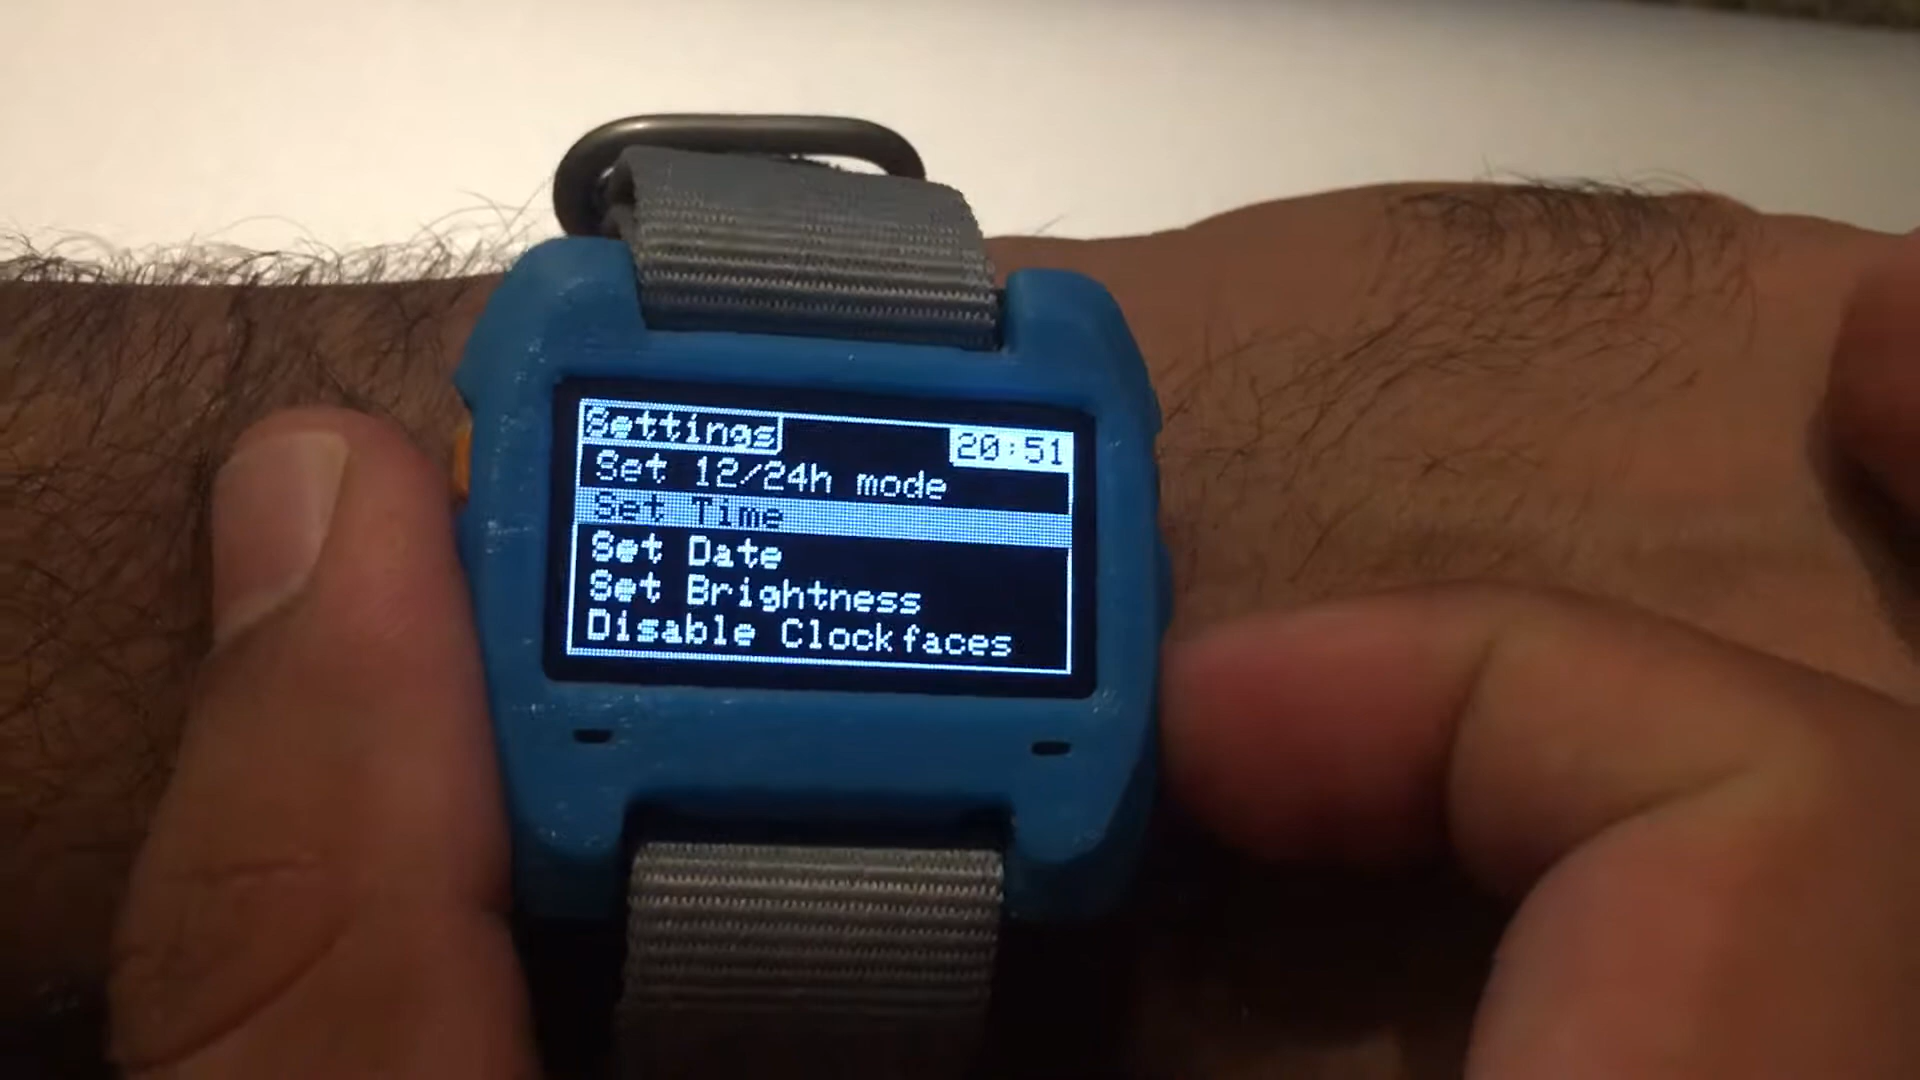 Settings
20:51
Set 12/24h mode
Set Time
Set Date
Set Brightness
Disable Clockfaces